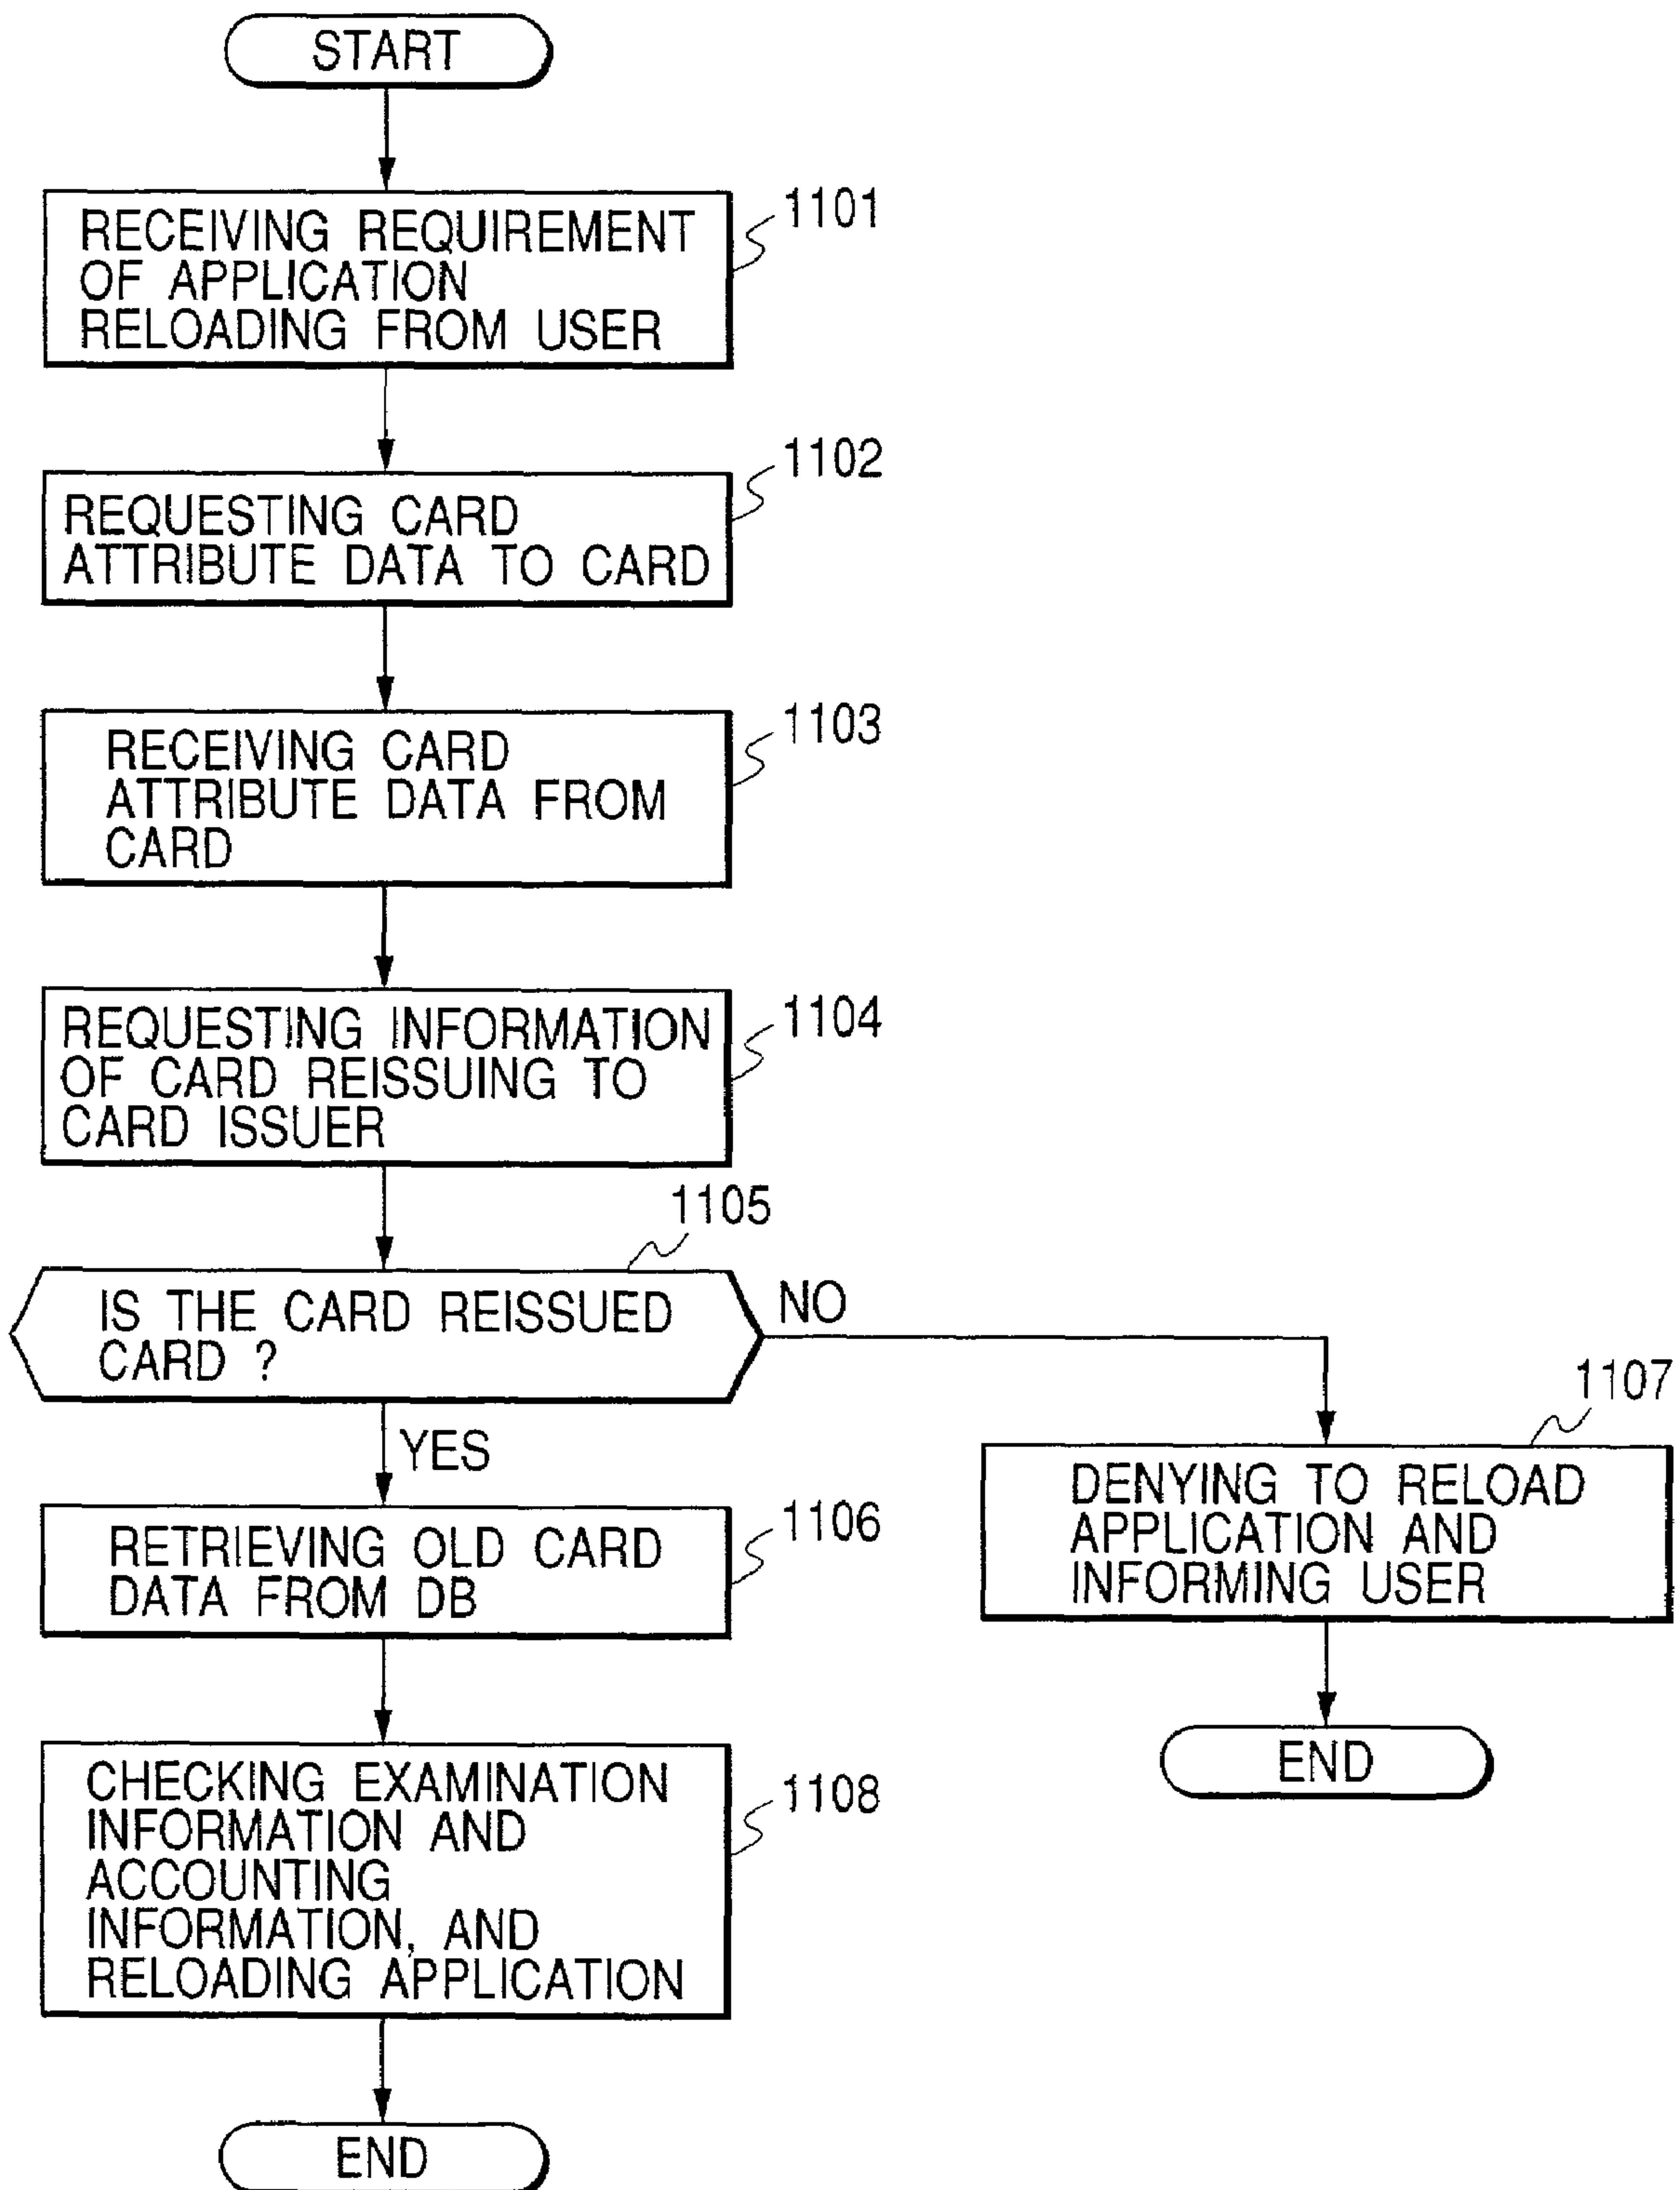 START
1101
RECEIVING REQUIREMENT
OF APPLICATION
RELOADING FROM USER
1102
REQUESTING CARD
ATTRIBUTE DATA TO CARD
1103
RECEIVING CARD
ATTRIBUTE DATA FROM
CARD
1104
REQUESTING INFORMATION
OF CARD REISSUING TO
CARD ISSUER
1105
IS THE CARD REISSUED
CARD ?
NO
YES
1107
DENYING TO RELOAD
APPLICATION AND
INFORMING USER
END
1106
RETRIEVING OLD CARD
DATA FROM DB
1108
CHECKING EXAMINATION
INFORMATION AND
ACCOUNTING
INFORMATION, AND
RELOADING APPLICATION
END